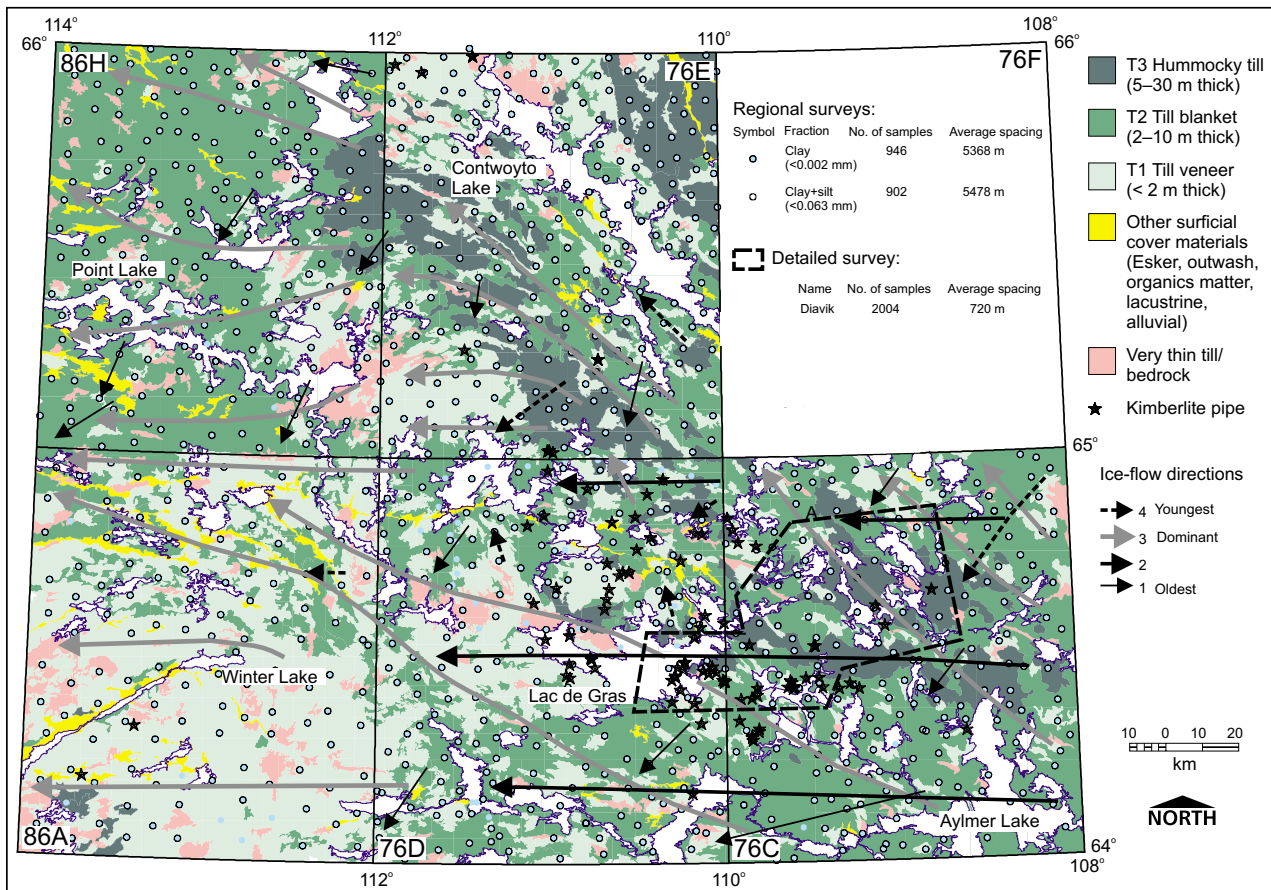 114°
112°
110°
108°
66°
66°
86H
76E
76F
Contwoyto
Lake
Point Lake
Regional surveys:
Symbol Fraction No. of samples Average spacing
Clay 946 5368 m
(<0.002 mm)
Clay+silt 902 5478 m
(<0.063 mm)
Detailed survey:
Name No. of samples Average spacing
Diavik 2004 720 m
65°
A
Winter Lake
Lac de Gras
Aylmer Lake
86A
76D
76C
64°
108°
112°
110°
T3 Hummocky till
(5–30 m thick)
T2 Till blanket
(2–10 m thick)
T1 Till veneer
(< 2 m thick)
Other surficial
cover materials
(Esker, outwash,
organics matter,
lacustrine,
alluvial)
Very thin till/
bedrock
Kimberlite pipe
Ice-flow directions
4 Youngest
3 Dominant
2
1 Oldest
10 0 10 20
km
NORTH